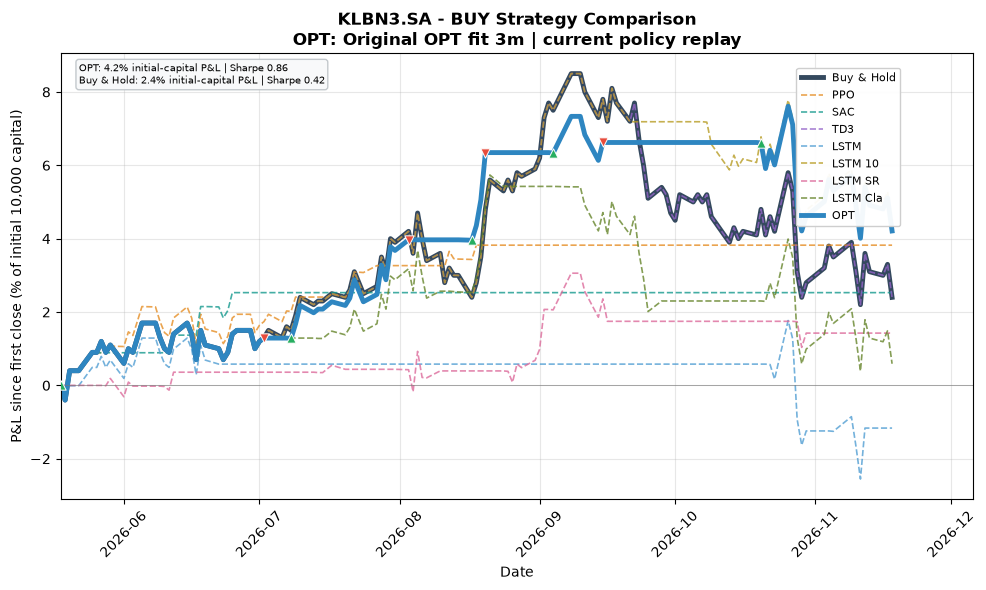 KLBN3.SA - BUY Strategy Comparison
OPT: Original OPT fit 3m | current policy replay
OPT: 4.2% initial-capital P&L | Sharpe 0.86
Buy & Hold: 2.4% initial-capital P&L | Sharpe 0.42
Buy & Hold
PPO
SAC
TD3
LSTM
LSTM 10
LSTM SR
LSTM Cla
OPT
P&L since first close (% of initial 10,000 capital)
8
6
4
2
0
−2
2026-06
2026-07
2026-08
2026-09
2026-10
2026-11
2026-12
Date